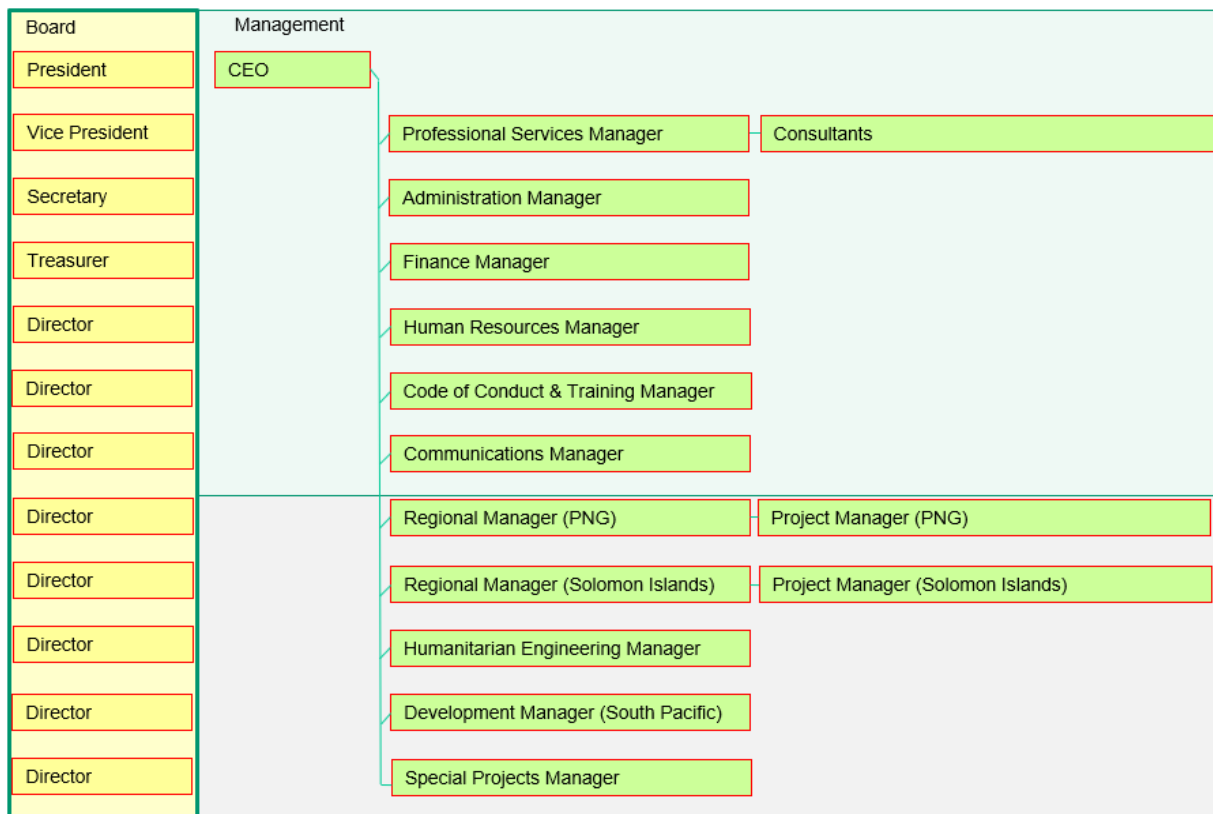 Board
Management
President
CEO
Vice President
Professional Services Manager
Consultants
Secretary
Administration Manager
Treasurer
Finance Manager
Director
Human Resources Manager
Director
Code of Conduct & Training Manager
Director
Communications Manager
Director
Regional Manager (PNG)
Project Manager (PNG)
Director
Regional Manager (Solomon Islands)
Project Manager (Solomon Islands)
Director
Humanitarian Engineering Manager
Director
Development Manager (South Pacific)
Director
Special Projects Manager